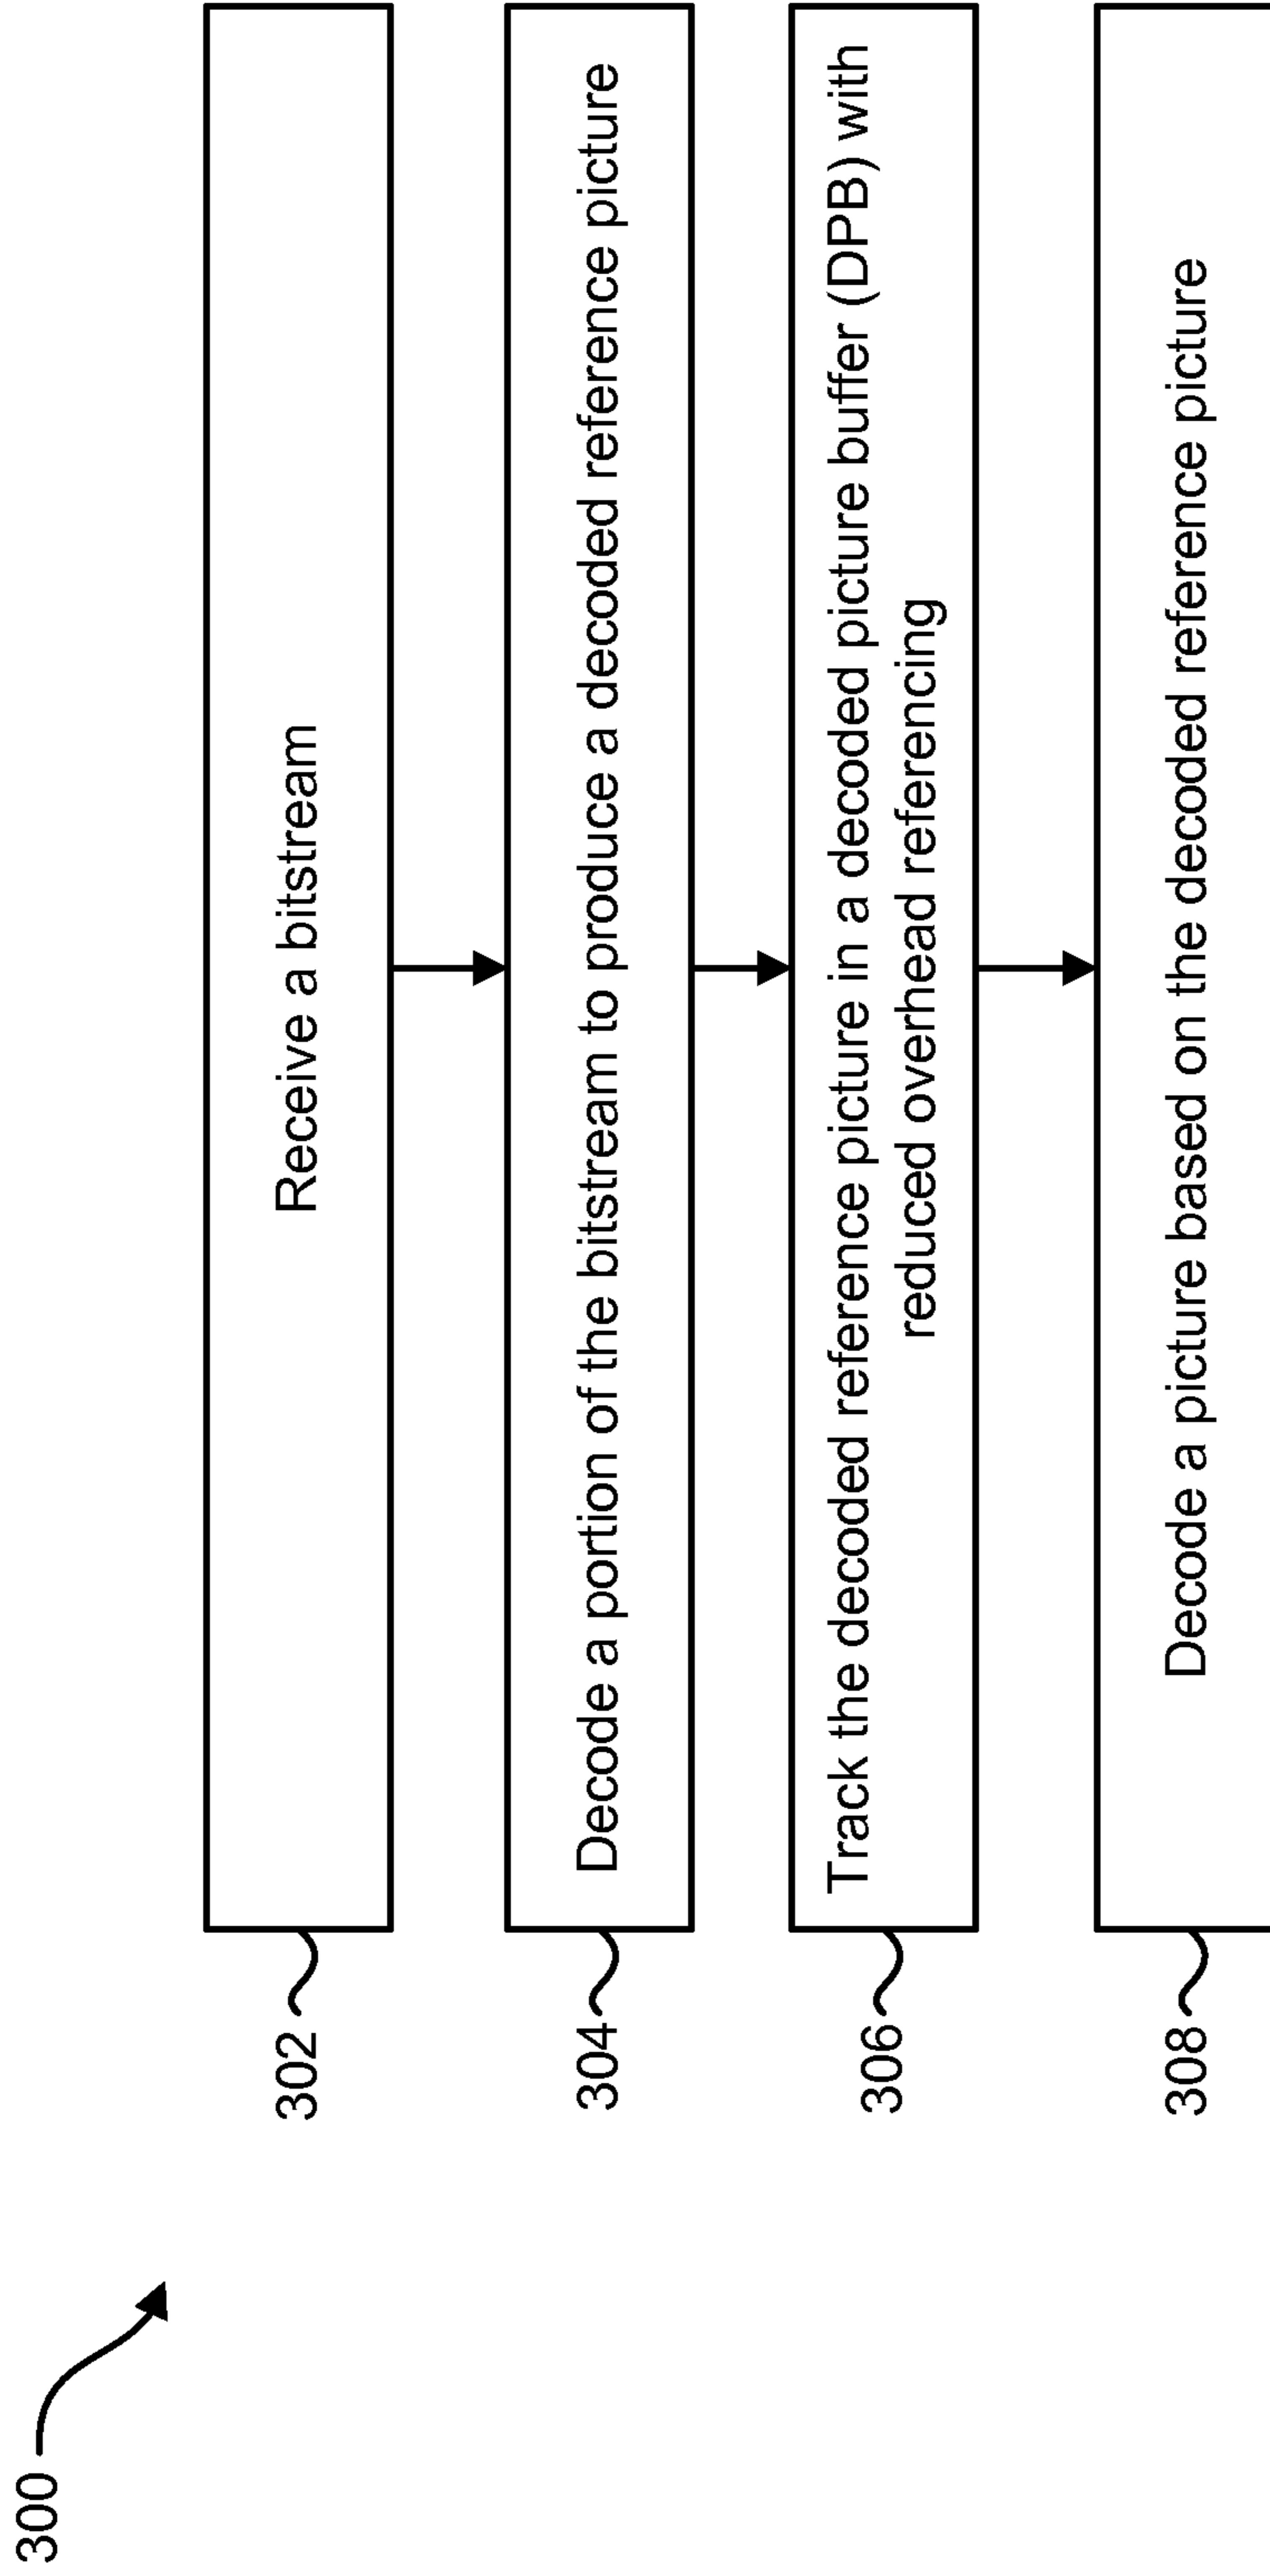 300
302
Receive a bitstream
304
Decode a portion of the bitstream to produce a decoded reference picture
306
Track the decoded reference picture in a decoded picture buffer (DPB) with
reduced overhead referencing
308
Decode a picture based on the decoded reference picture